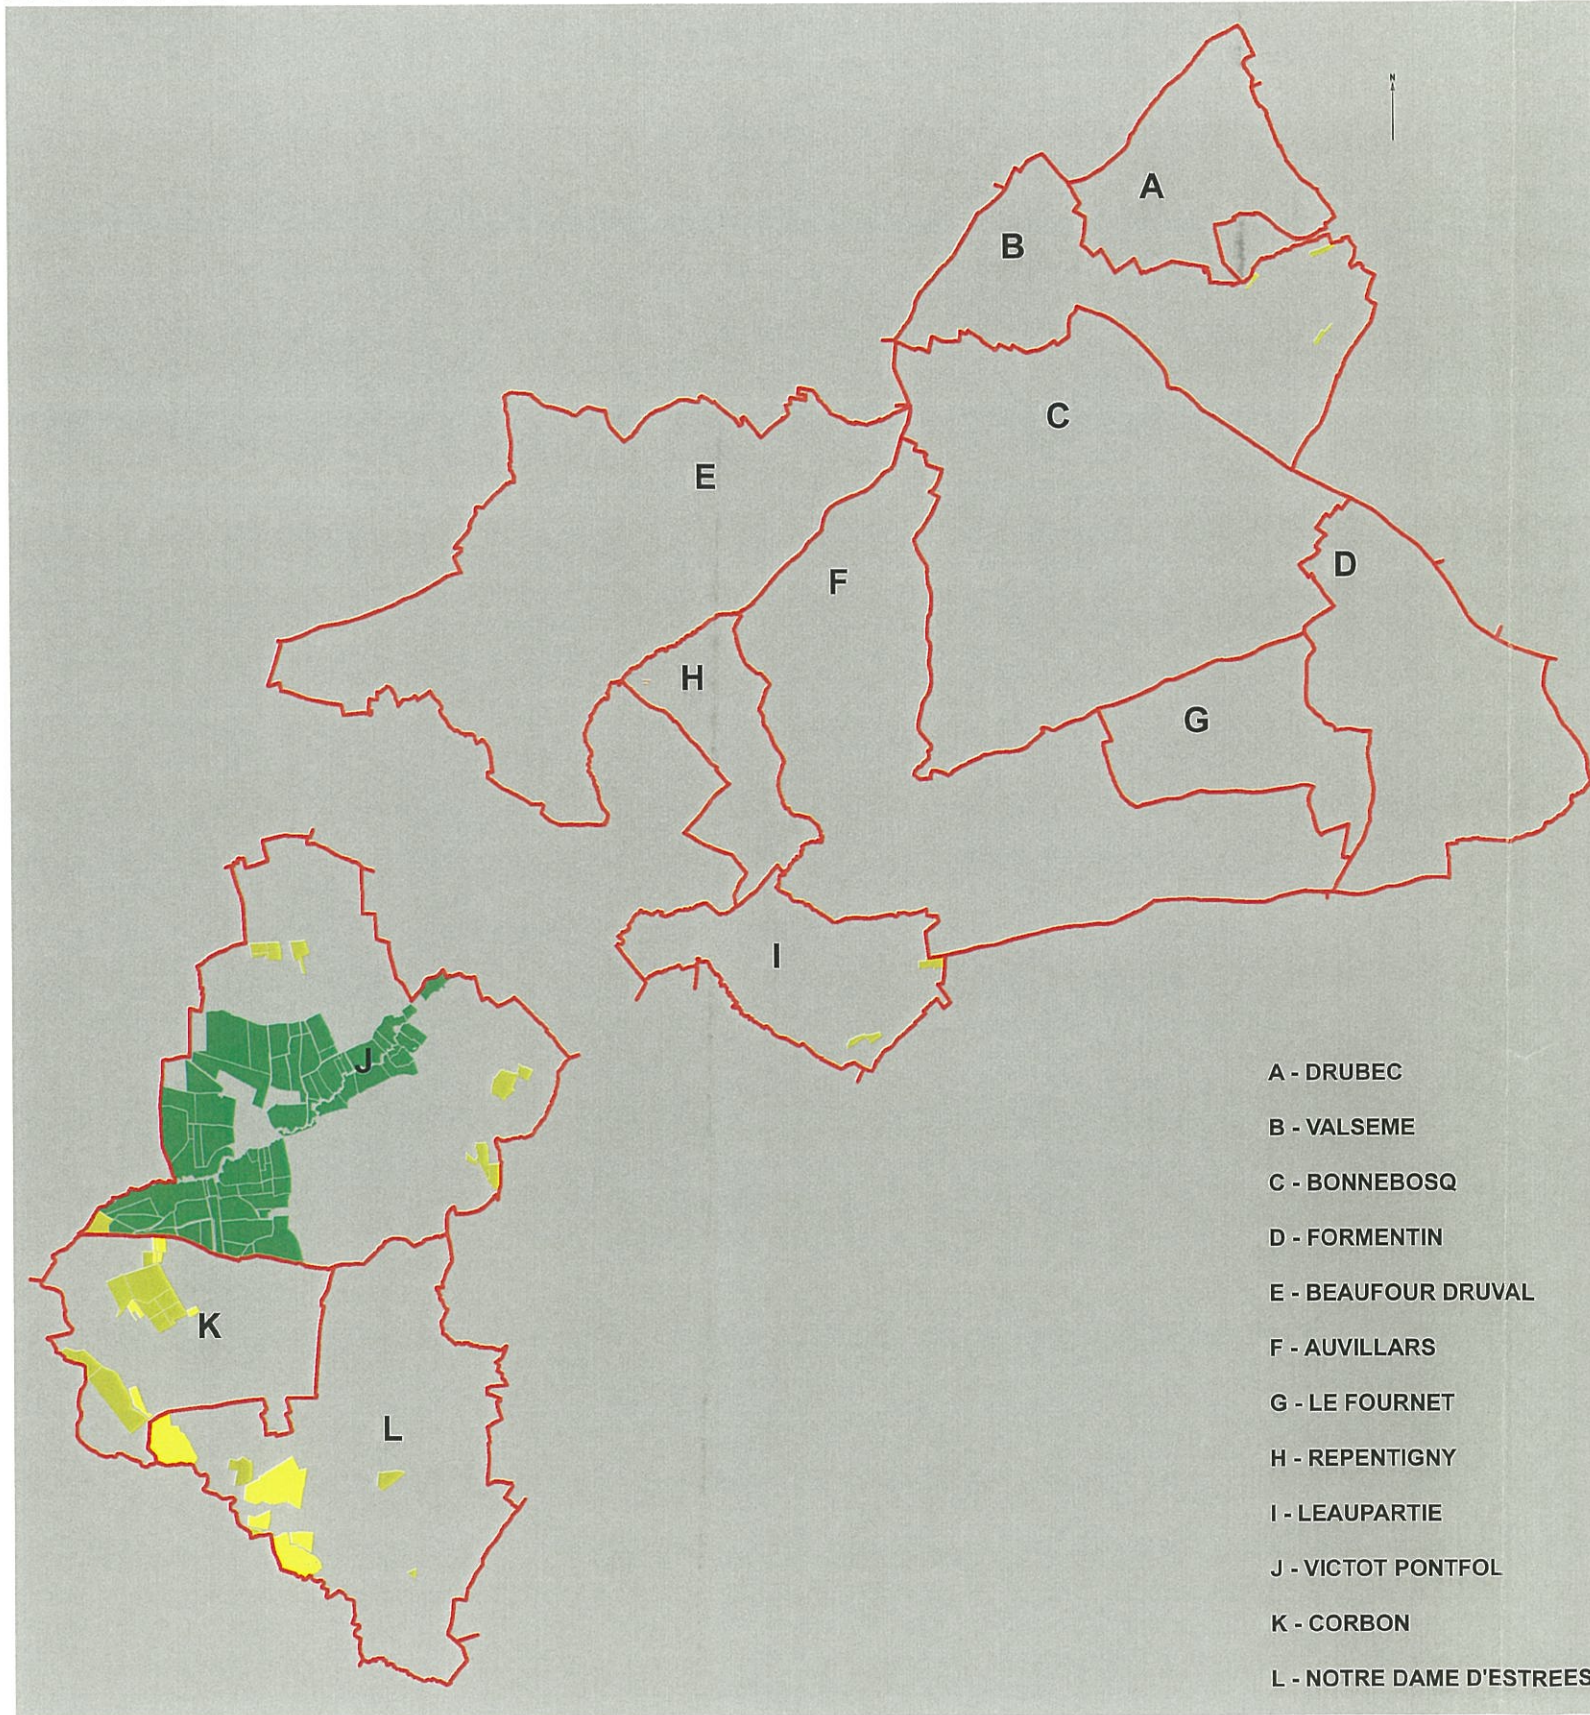 N
A
B
C
E
D
F
H
G
I
J
K
L
A - DRUBEC
B - VALSEME
C - BONNEBOSQ
D - FORMENTIN
E - BEAUFOUR DRUVAL
F - AUVILLARS
G - LE FOURNET
H - REPENTIGNY
I - LEAUPARTIE
J - VICTOT PONTFOL
K - CORBON
L - NOTRE DAME D'ESTREES